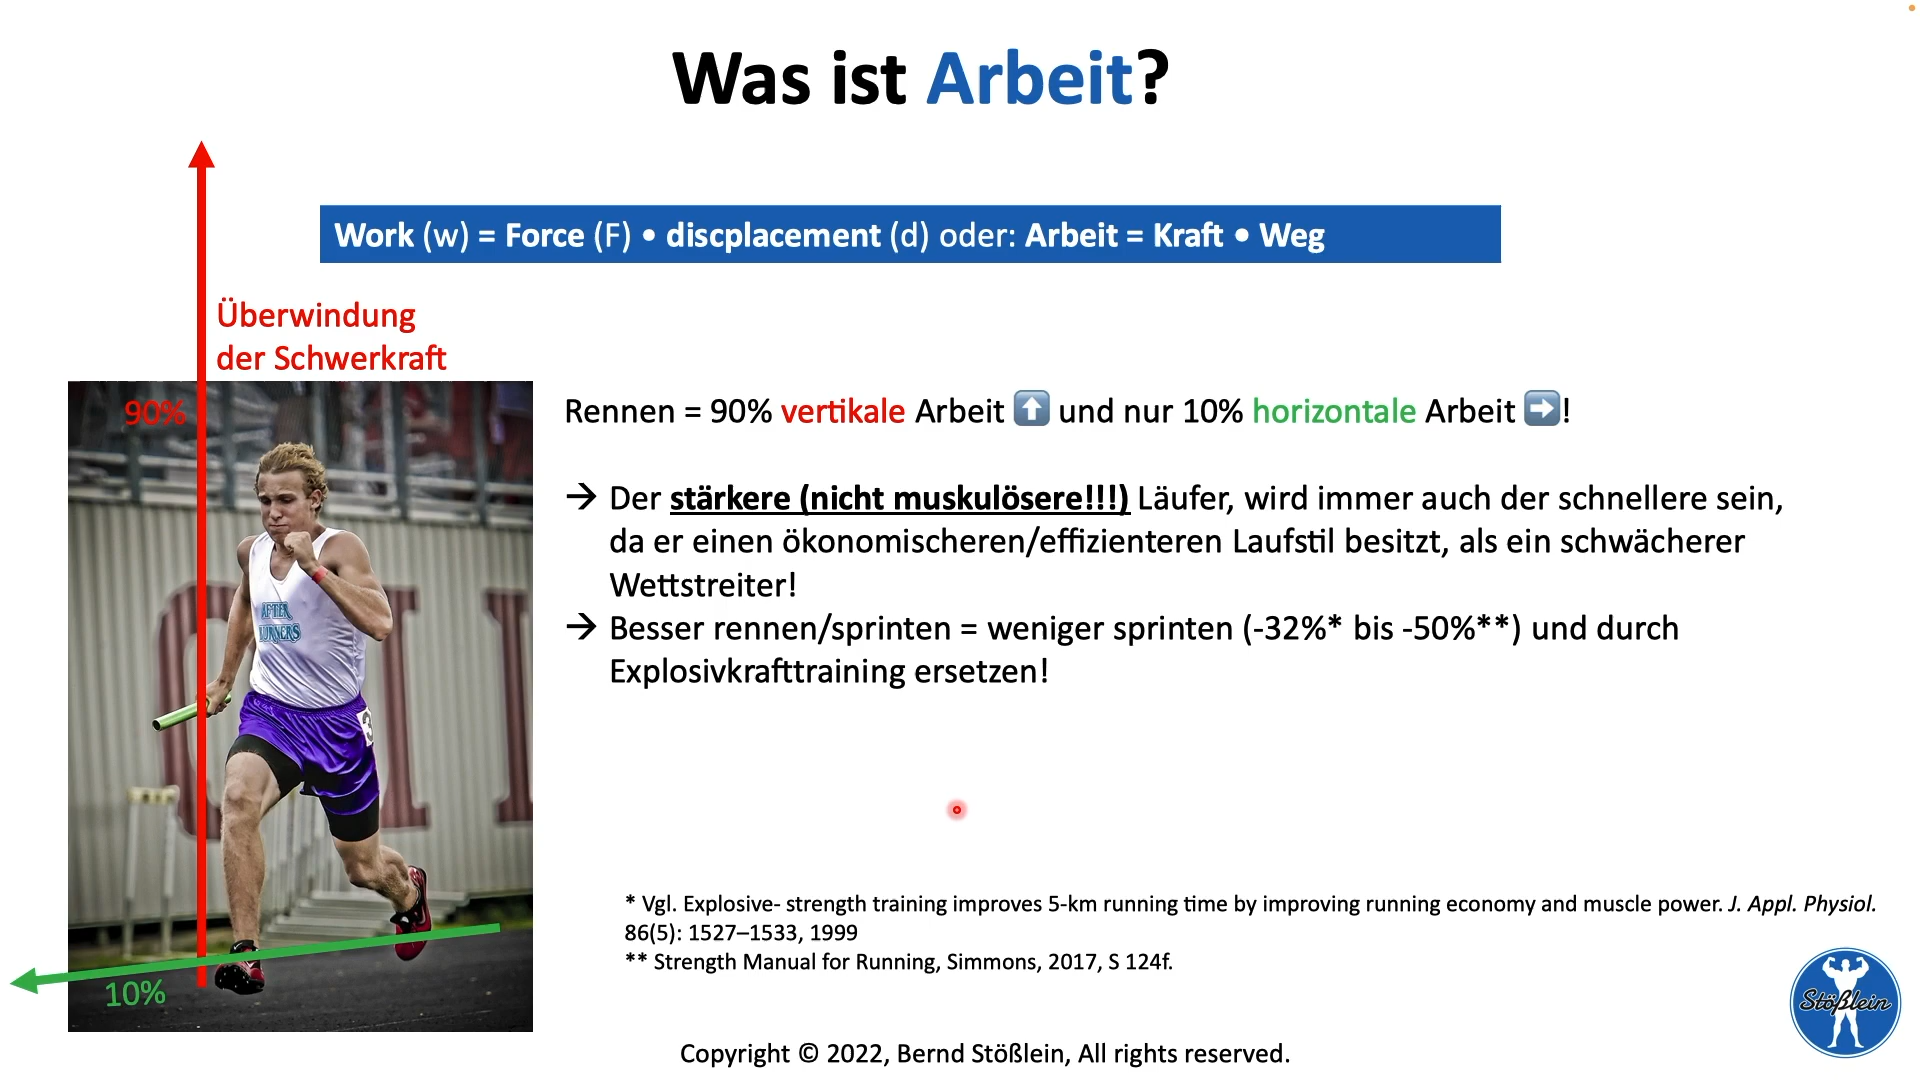 Was ist Arbeit?
Work (w) = Force (F) • discplacement (d) oder: Arbeit = Kraft • Weg
Überwindung
der Schwerkraft
90%
Rennen = 90% vertikale Arbeit ⬆️ und nur 10% horizontale Arbeit ➡️!
→ Der stärkere (nicht muskulösere!!!) Läufer, wird immer auch der schnellere sein,
da er einen ökonomischeren/effizienteren Laufstil besitzt, als ein schwächerer
Wettstreiter!
→ Besser rennen/sprinten = weniger sprinten (-32%* bis -50%**) und durch
Explosivkrafttraining ersetzen!
10%
* Vgl. Explosive- strength training improves 5-km running time by improving running economy and muscle power. J. Appl. Physiol.
86(5): 1527–1533, 1999
** Strength Manual for Running, Simmons, 2017, S 124f.
Stößlein
Copyright © 2022, Bernd Stößlein, All rights reserved.